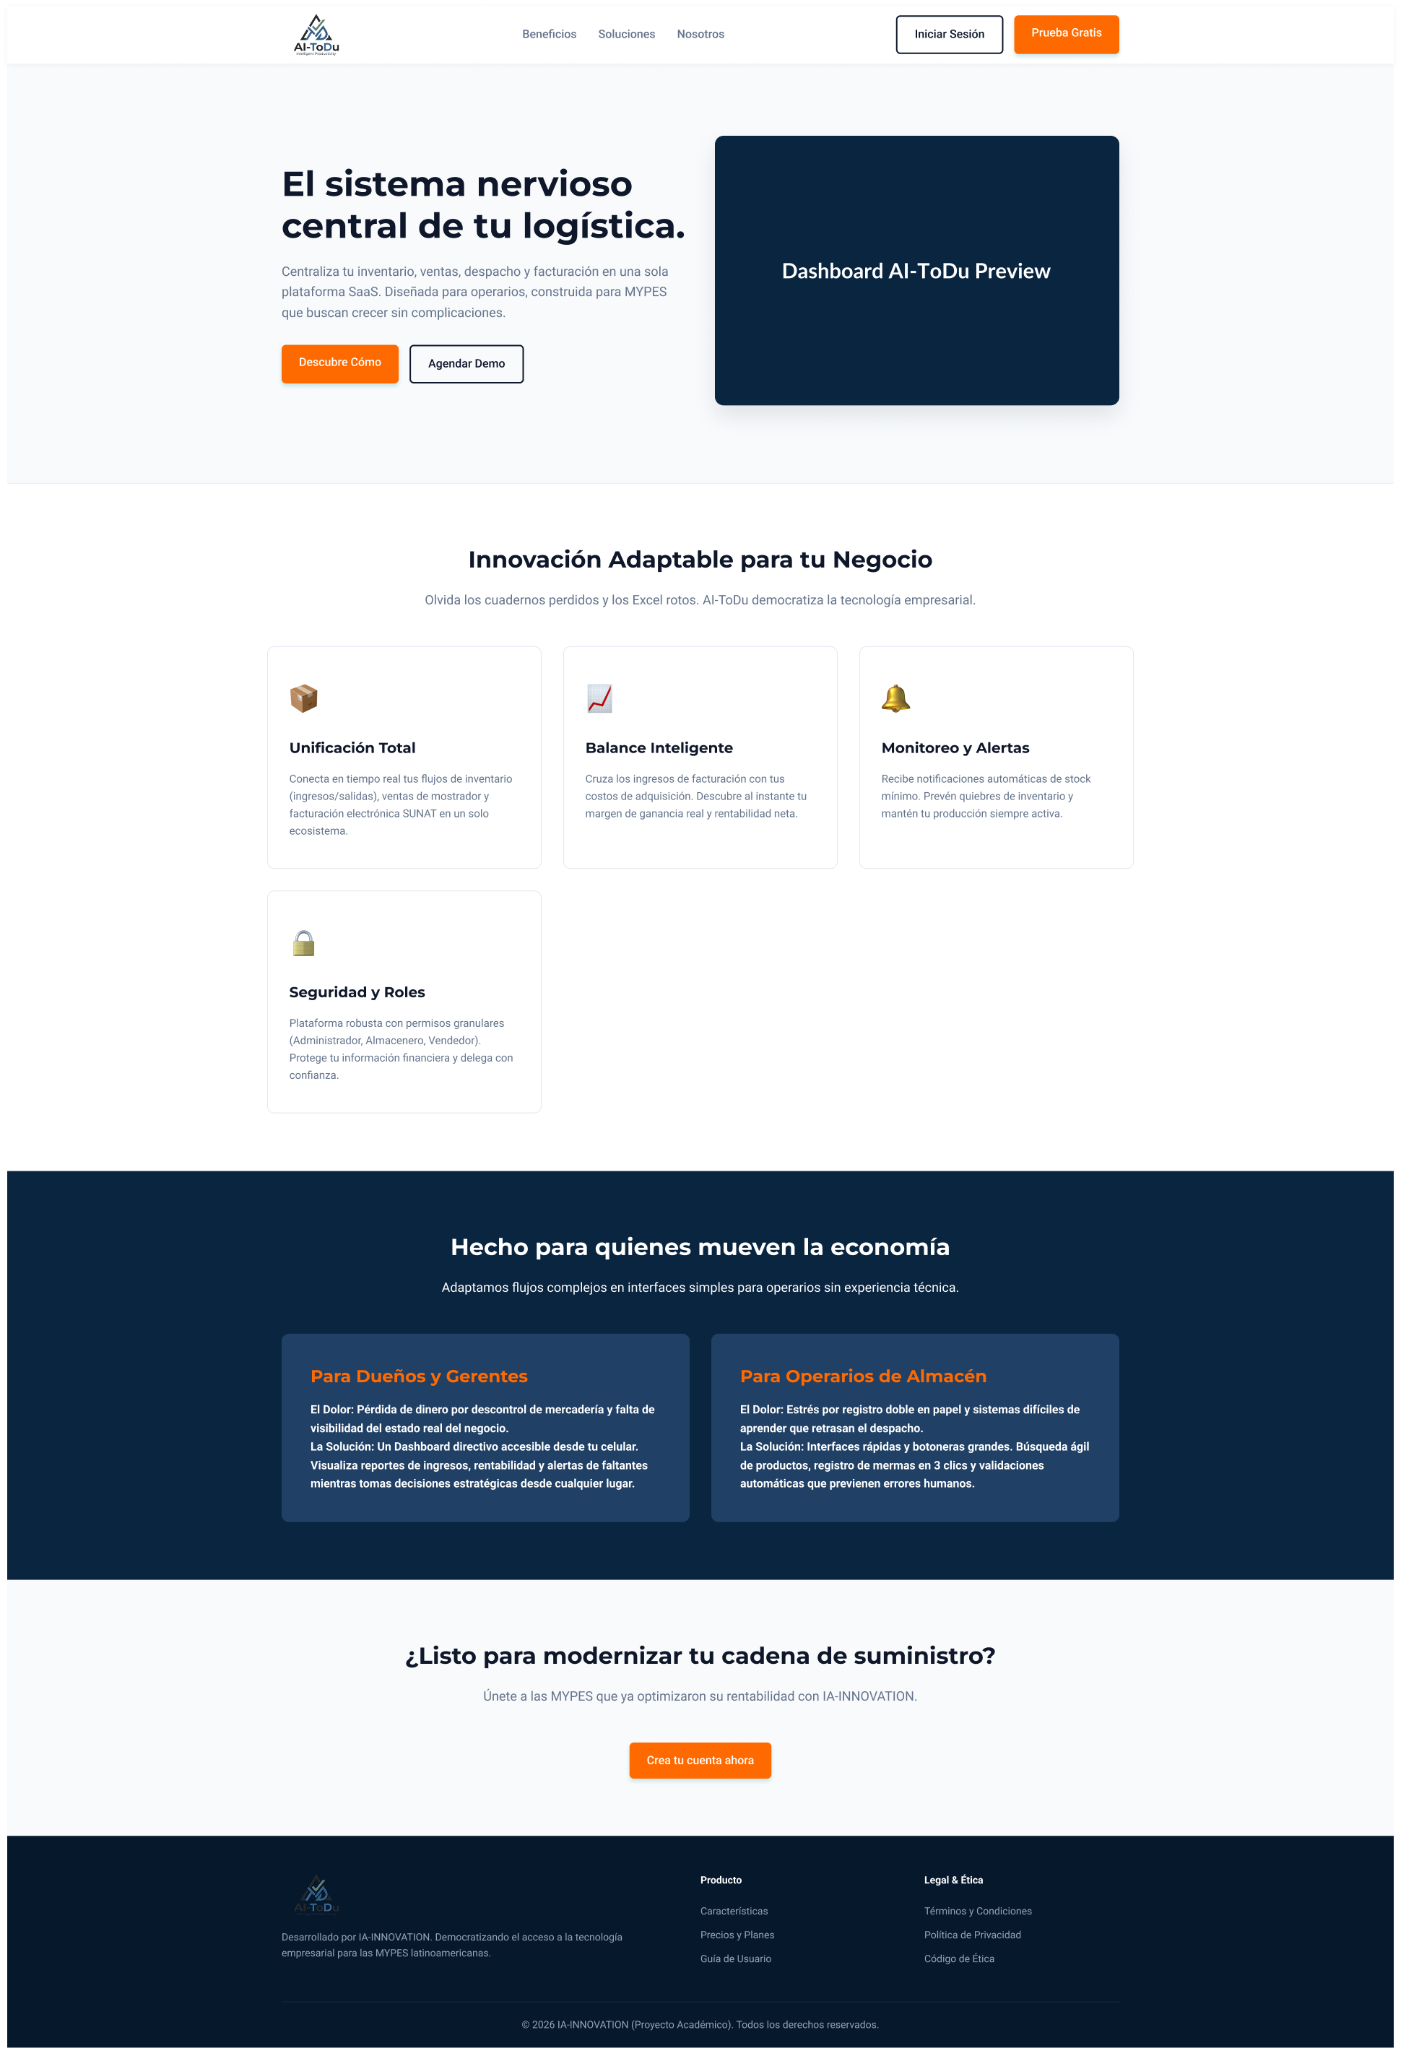 AI-ToDu
Intelligent Productivity
Beneficios
Soluciones
Nosotros
Iniciar Sesión
Prueba Gratis
El sistema nervioso
central de tu logística.
Centraliza tu inventario, ventas, despacho y facturación en una sola
plataforma SaaS. Diseñada para operarios, construida para MYPES
que buscan crecer sin complicaciones.
Descubre Cómo
Agendar Demo
Dashboard AI-ToDu Preview
Innovación Adaptable para tu Negocio
Olvida los cuadernos perdidos y los Excel rotos. AI-ToDu democratiza la tecnología empresarial.
Unificación Total
Conecta en tiempo real tus flujos de inventario
(ingresos/salidas), ventas de mostrador y
facturación electrónica SUNAT en un solo
ecosistema.
Balance Inteligente
Cruza los ingresos de facturación con tus
costos de adquisición. Descubre al instante tu
margen de ganancia real y rentabilidad neta.
Monitoreo y Alertas
Recibe notificaciones automáticas de stock
mínimo. Prevén quiebres de inventario y
mantén tu producción siempre activa.
Seguridad y Roles
Plataforma robusta con permisos granulares
(Administrador, Almacenero, Vendedor).
Protege tu información financiera y delega con
confianza.
Hecho para quienes mueven la economía
Adaptamos flujos complejos en interfaces simples para operarios sin experiencia técnica.
Para Dueños y Gerentes
El Dolor: Pérdida de dinero por descontrol de mercadería y falta de
visibilidad del estado real del negocio.
La Solución: Un Dashboard directivo accesible desde tu celular.
Visualiza reportes de ingresos, rentabilidad y alertas de faltantes
mientras tomas decisiones estratégicas desde cualquier lugar.
Para Operarios de Almacén
El Dolor: Estrés por registro doble en papel y sistemas difíciles de
aprender que retrasan el despacho.
La Solución: Interfaces rápidas y botoneras grandes. Búsqueda ágil
de productos, registro de mermas en 3 clics y validaciones
automáticas que previenen errores humanos.
¿Listo para modernizar tu cadena de suministro?
Únete a las MYPES que ya optimizaron su rentabilidad con IA-INNOVATION.
Crea tu cuenta ahora
AI-ToDu
Desarrollado por IA-INNOVATION. Democratizando el acceso a la tecnología
empresarial para las MYPES latinoamericanas.
Producto
Características
Precios y Planes
Guía de Usuario
Legal & Ética
Términos y Condiciones
Política de Privacidad
Código de Ética
© 2026 IA-INNOVATION (Proyecto Académico). Todos los derechos reservados.